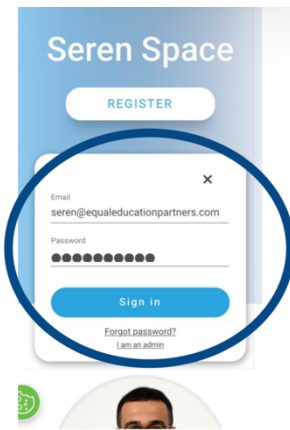 Seren Space
REGISTER
Email
seren@equaleducationpartners.com
Password
Sign in
Forgot password?
I am an admin